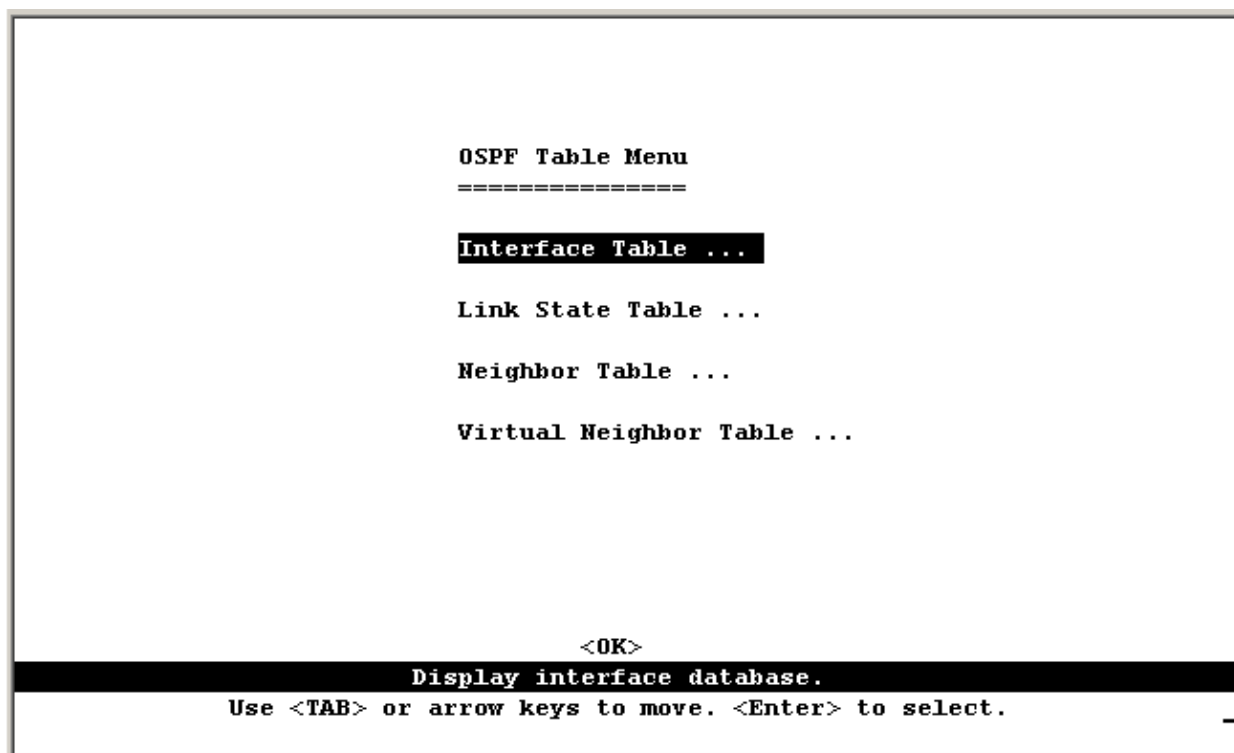 OSPF Table Menu
===============
Interface Table ...
Link State Table ...
Neighbor Table ...
Virtual Neighbor Table ...
<OK>
Display interface database.
Use <TAB> or arrow keys to move. <Enter> to select.